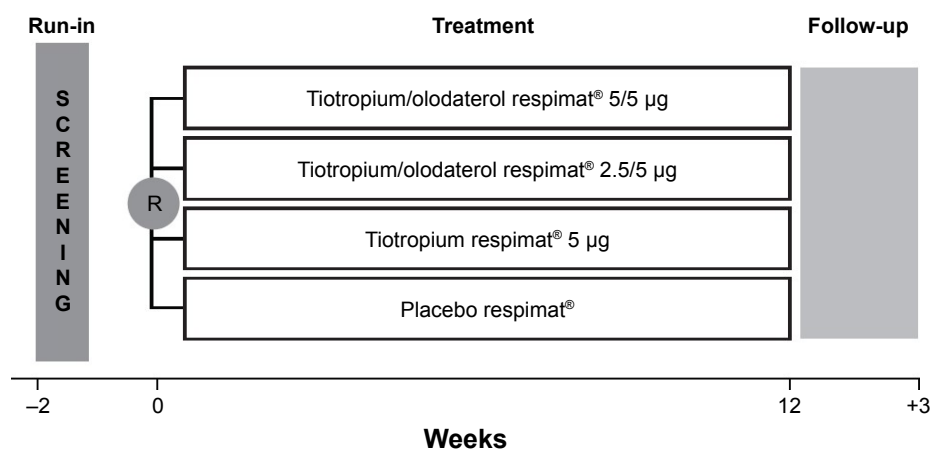 Run-in
Treatment
Follow-up
SCREENING
Tiotropium/olodaterol respimat® 5/5 µg
Tiotropium/olodaterol respimat® 2.5/5 µg
R
Tiotropium respimat® 5 µg
Placebo respimat®
–2
0
12
+3
Weeks